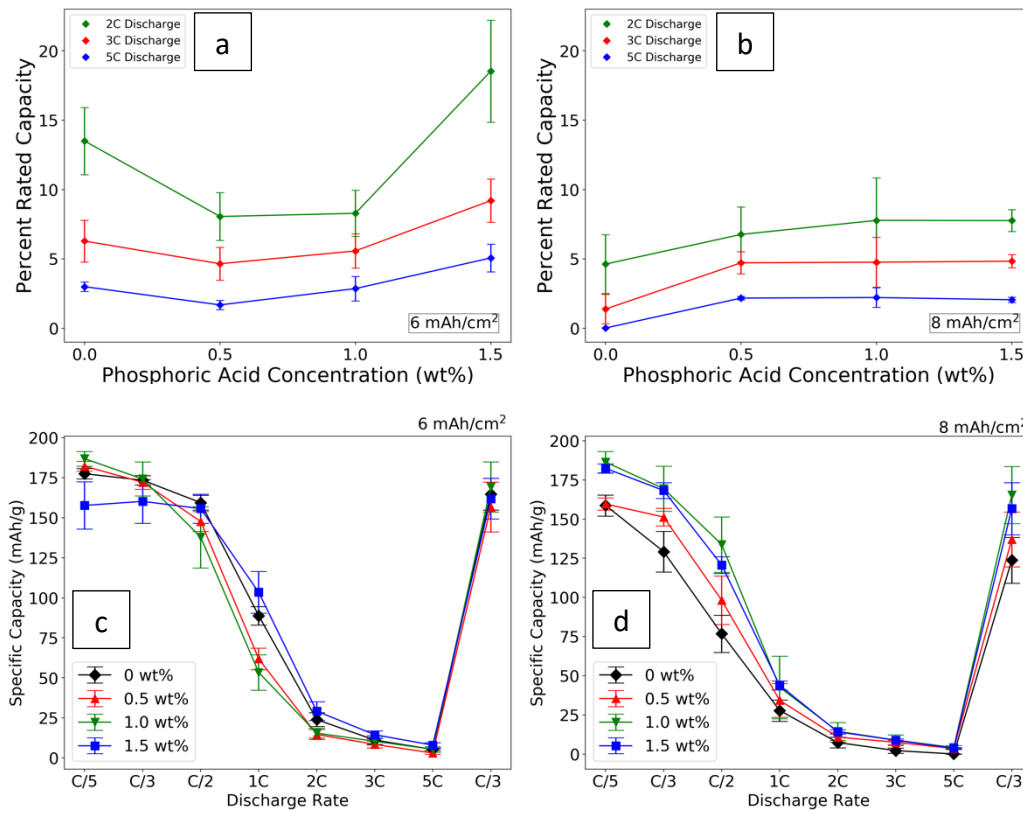 2C Discharge
3C Discharge
5C Discharge
a
Percent Rated Capacity
20
15
10
5
0
0.0 0.5 1.0 1.5
6 mAh/cm²
Phosphoric Acid Concentration (wt%)
2C Discharge
3C Discharge
5C Discharge
b
Percent Rated Capacity
20
15
10
5
0
0.0 0.5 1.0 1.5
8 mAh/cm²
Phosphoric Acid Concentration (wt%)
6 mAh/cm²
Specific Capacity (mAh/g)
200
175
150
125
100
75
50
25
0
c
0 wt%
0.5 wt%
1.0 wt%
1.5 wt%
C/5 C/3 C/2 1C 2C 3C 5C C/3
Discharge Rate
8 mAh/cm²
Specific Capacity (mAh/g)
200
175
150
125
100
75
50
25
0
d
0 wt%
0.5 wt%
1.0 wt%
1.5 wt%
C/5 C/3 C/2 1C 2C 3C 5C C/3
Discharge Rate